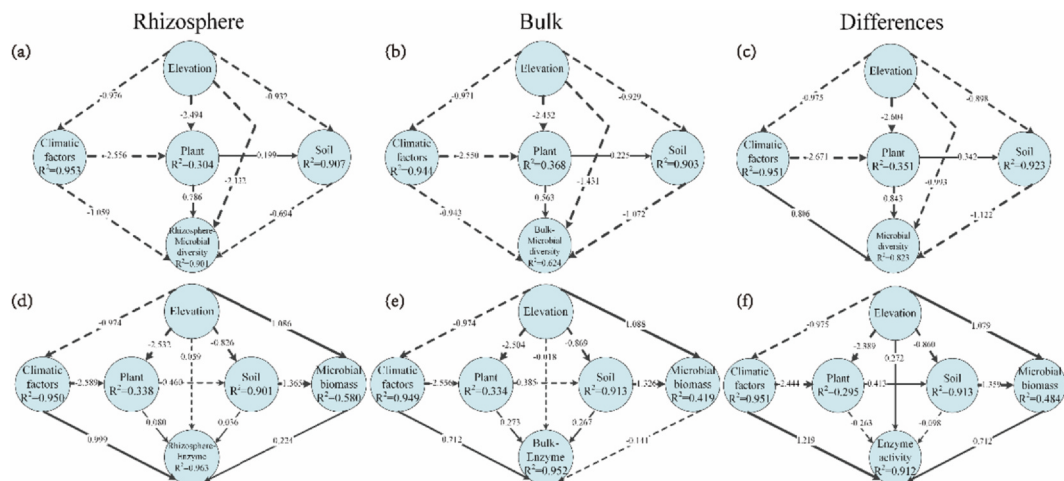 Rhizosphere
Bulk
Differences
(a)
Elevation
-0.976
-0.932
-2.494
Climatic
factors
R²=0.953
-2.556
Plant
R²=0.304
0.199
Soil
R²=0.907
-2.122
0.786
-1.059
-0.694
Rhizosphere-
Microbial
diversity
R²=0.901
(b)
Elevation
-0.971
-0.929
-2.452
Climatic
factors
R²=0.944
-2.550
Plant
R²=0.368
0.225
Soil
R²=0.903
-1.431
0.563
-0.943
-1.072
Bulk-
Microbial
diversity
R²=0.624
(c)
Elevation
-0.975
-0.898
-2.604
Climatic
factors
R²=0.951
-2.671
Plant
R²=0.351
0.342
Soil
R²=0.923
-0.993
0.843
0.806
-1.122
Microbial
diversity
R²=0.823
(d)
Elevation
-0.974
1.086
-2.532
-0.826
0.059
Climatic
factors
R²=0.950
-2.589
Plant
R²=0.338
0.460
Soil
R²=0.901
1.365
Microbial
biomass
R²=0.580
0.080
0.036
0.999
0.224
Rhizosphere-
Enzyme
R²=0.963
(e)
Elevation
-0.974
1.086
-2.504
-0.869
-0.018
Climatic
factors
R²=0.949
-2.556
Plant
R²=0.334
0.385
Soil
R²=0.913
1.326
Microbial
biomass
R²=0.419
0.273
0.267
0.712
-0.111
Bulk-
Enzyme
R²=0.952
(f)
Elevation
-0.975
1.079
-2.389
-0.860
0.272
Climatic
factors
R²=0.951
2.444
Plant
R²=0.295
0.413
Soil
R²=0.913
1.359
Microbial
biomass
R²=0.484
-0.263
-0.098
1.219
0.712
Enzyme
activity
R²=0.912